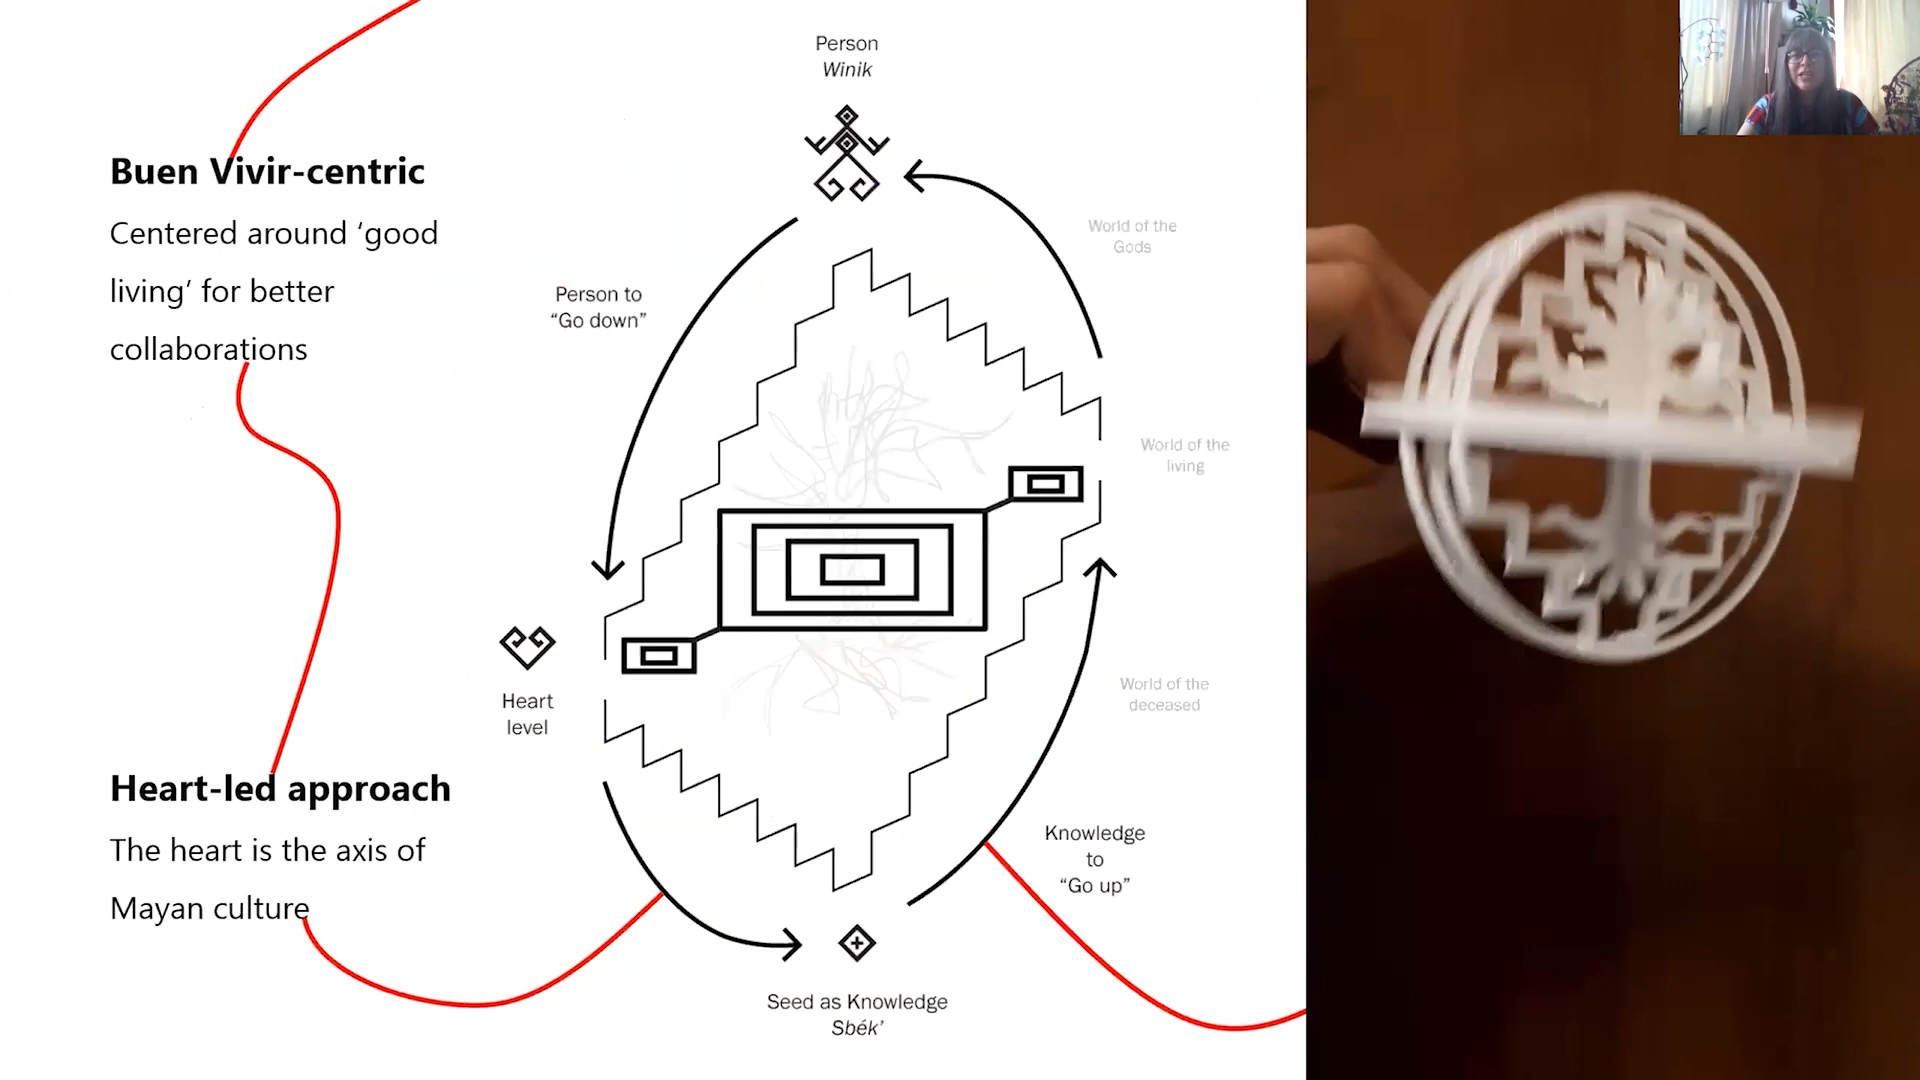 Buen Vivir-centric
Centered around ‘good
living’ for better
collaborations
Heart-led approach
The heart is the axis of
Mayan culture
Person
Winik
Person to
“Go down”
World of the
Gods
World of the
living
Heart
level
World of the
deceased
Knowledge
to
“Go up”
Seed as Knowledge
Sbék’